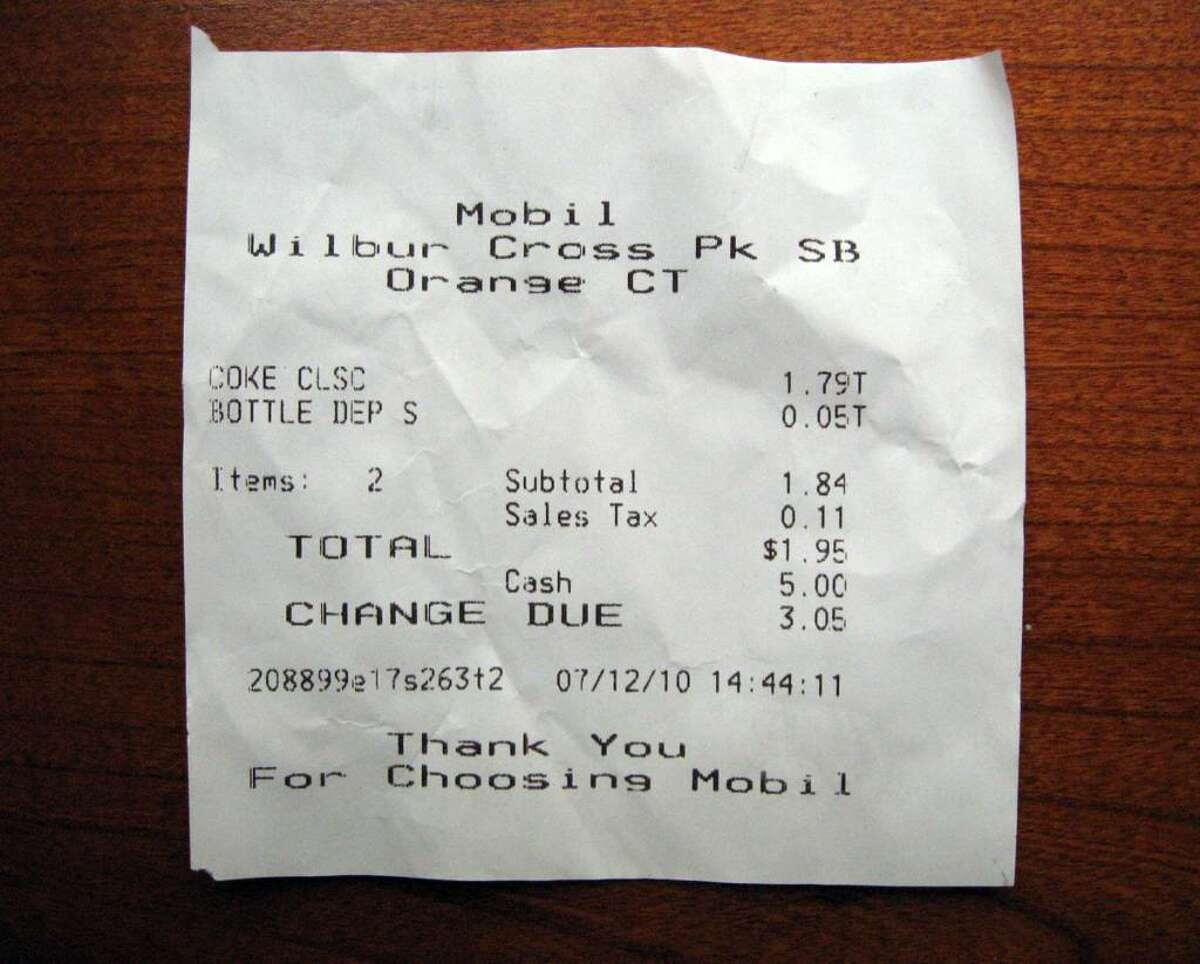 Mobil
Wilbur Cross Pk SB
Orange CT
COKE CLSC 1.79T
BOTTLE DEP S 0.05T
Items: 2 Subtotal 1.84
Sales Tax 0.11
TOTAL $1.95
Cash 5.00
CHANGE DUE 3.05
208899e17s263t2 07/12/10 14:44:11
Thank You
For Choosing Mobil